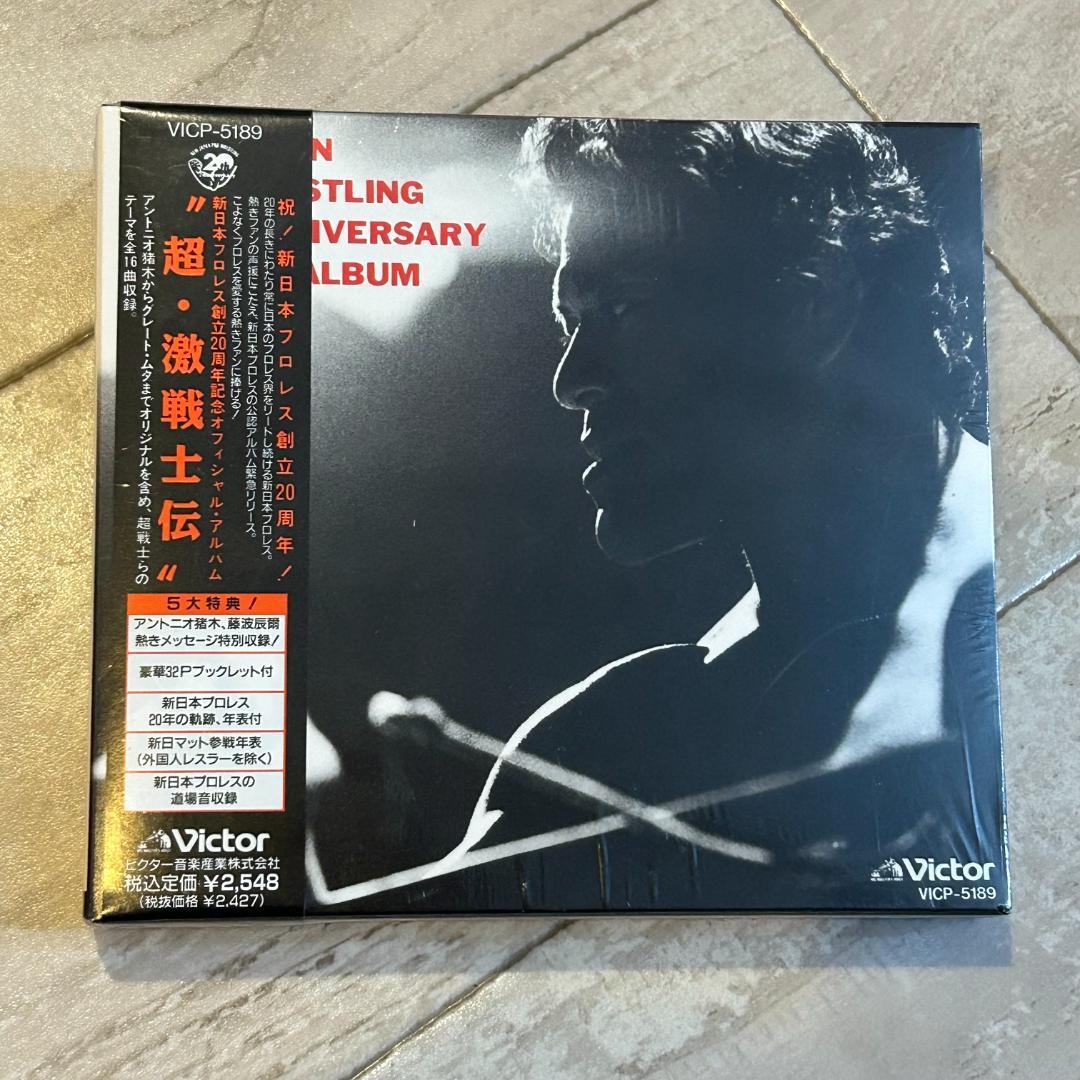 VICP-5189
20
祝!新日本プロレス創立20周年!
20年の長きにわたり常に日本のプロレス界をリートし続ける新日本プロレス。
熱きファンの声援にこたえ、新日本プロレスの公認アルバム緊急リリース。
こよなくプロレスを愛する熱きファンに捧げる!
新日本プロレス創立20周年記念オフィシャル・アルバム
"超・激戦士伝"
アントニオ猪木からグレート・ムタまでオリジナルを含め、超戦士らの
テーマを全16曲収録。
5大特典!
アントニオ猪木、藤波辰爾
熱きメッセージ特別収録!
豪華32Pブックレット付
新日本プロレス
20年の軌跡、年表付
新日マット参戦年表
(外国人レスラーを除く)
新日本プロレスの
道場音収録
Victor
ビクター音楽産業株式会社
税込定価 ¥2,548
(税抜価格 ¥2,427)
N
STLING
IVERSARY
ALBUM
Victor
VICP-5189